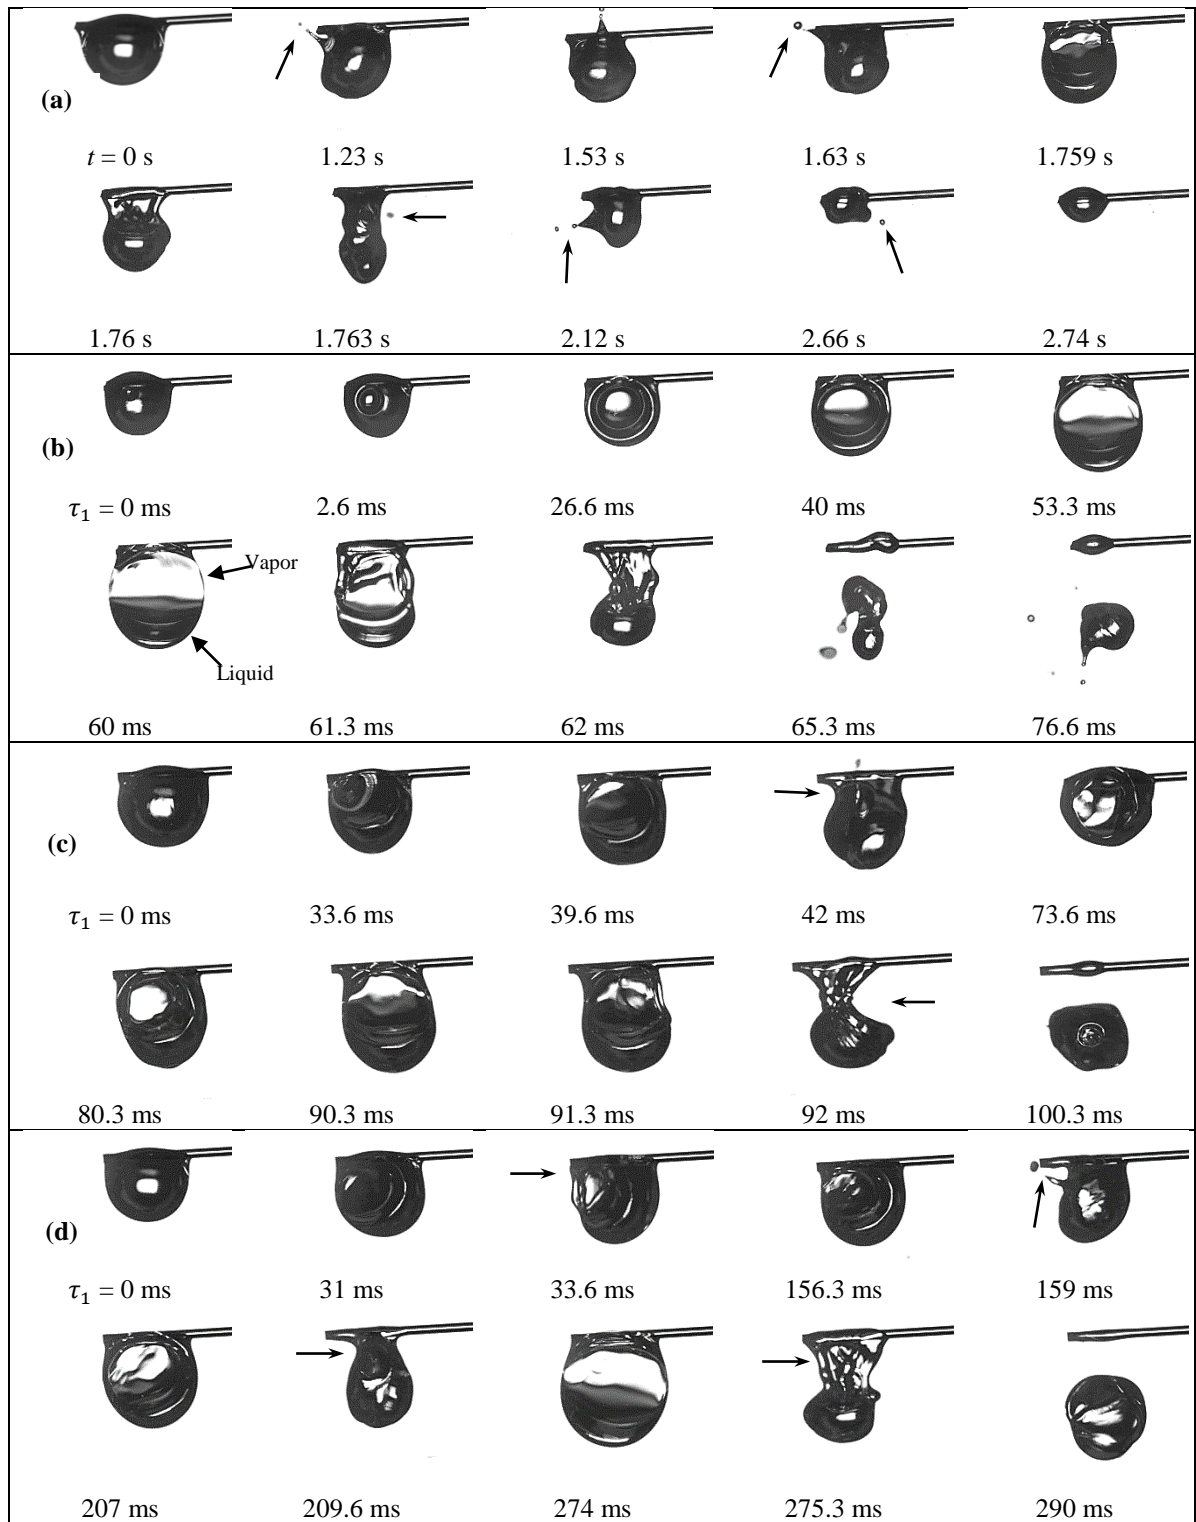 (a)
t = 0 s 1.23 s 1.53 s 1.63 s 1.759 s
1.76 s 1.763 s 2.12 s 2.66 s 2.74 s
(b)
τ₁ = 0 ms 2.6 ms 26.6 ms 40 ms 53.3 ms
Vapor
Liquid
60 ms 61.3 ms 62 ms 65.3 ms 76.6 ms
(c)
τ₁ = 0 ms 33.6 ms 39.6 ms 42 ms 73.6 ms
80.3 ms 90.3 ms 91.3 ms 92 ms 100.3 ms
(d)
τ₁ = 0 ms 31 ms 33.6 ms 156.3 ms 159 ms
207 ms 209.6 ms 274 ms 275.3 ms 290 ms